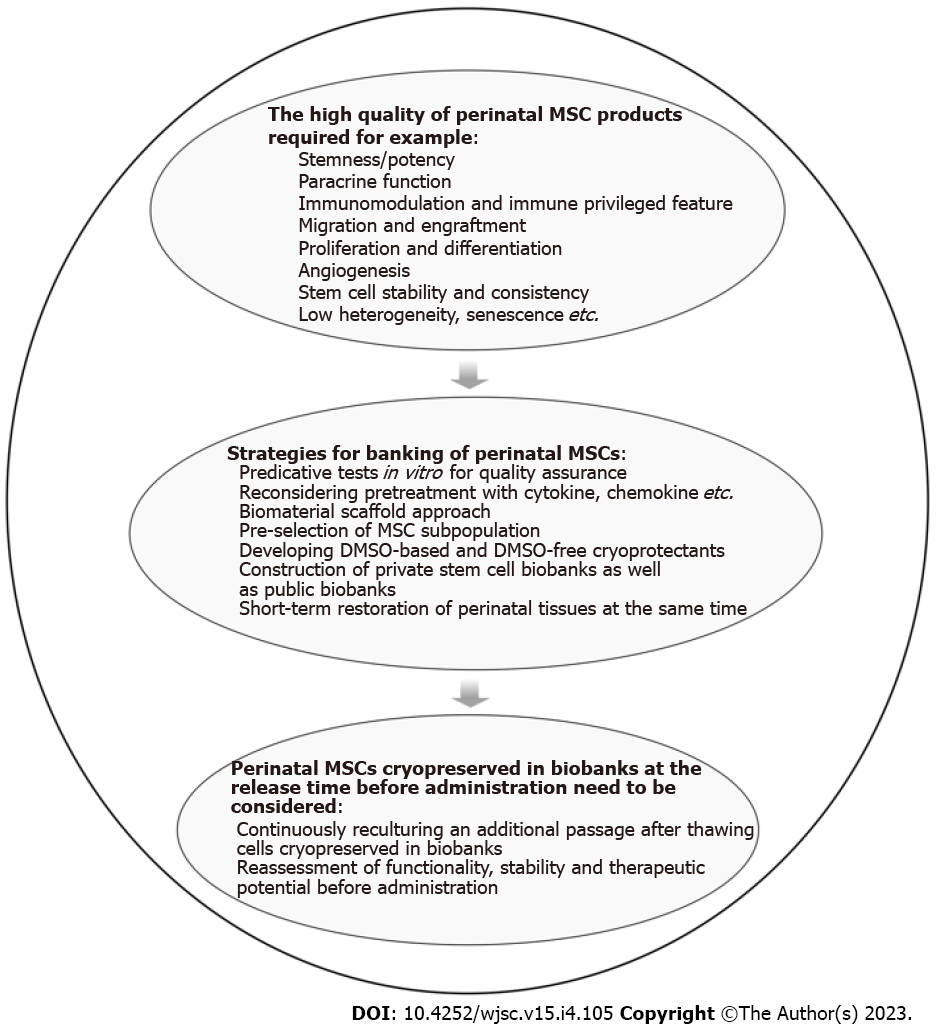 The high quality of perinatal MSC products
required for example:
Stemness/potency
Paracrine function
Immunomodulation and immune privileged feature
Migration and engraftment
Proliferation and differentiation
Angiogenesis
Stem cell stability and consistency
Low heterogeneity, senescence etc.
Strategies for banking of perinatal MSCs:
Predicative tests in vitro for quality assurance
Reconsidering pretreatment with cytokine, chemokine etc.
Biomaterial scaffold approach
Pre-selection of MSC subpopulation
Developing DMSO-based and DMSO-free cryoprotectants
Construction of private stem cell biobanks as well
as public biobanks
Short-term restoration of perinatal tissues at the same time
Perinatal MSCs cryopreserved in biobanks at the
release time before administration need to be
considered:
Continuously reculturing an additional passage after thawing
cells cryopreserved in biobanks
Reassessment of functionality, stability and therapeutic
potential before administration
DOI: 10.4252/wjsc.v15.i4.105 Copyright ©The Author(s) 2023.